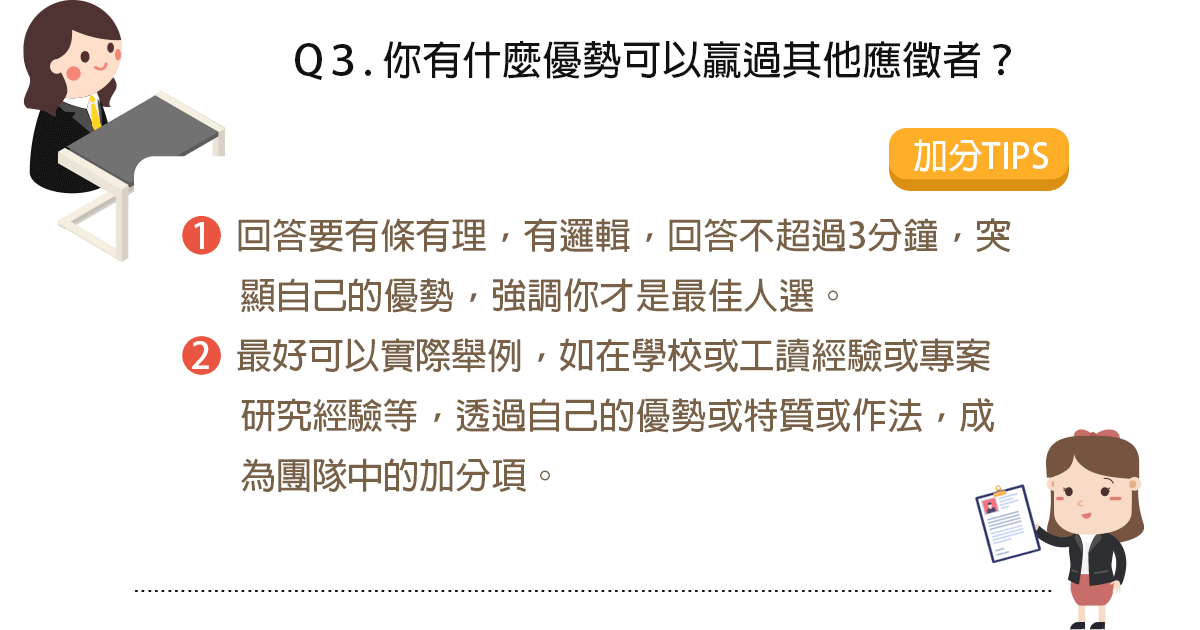 Q3.你有什麼優勢可以贏過其他應徵者？
加分TIPS
1 回答要有條有理，有邏輯，回答不超過3分鐘，突
顯自己的優勢，強調你才是最佳人選。
2 最好可以實際舉例，如在學校或工讀經驗或專案
研究經驗等，透過自己的優勢或特質或作法，成
為團隊中的加分項。